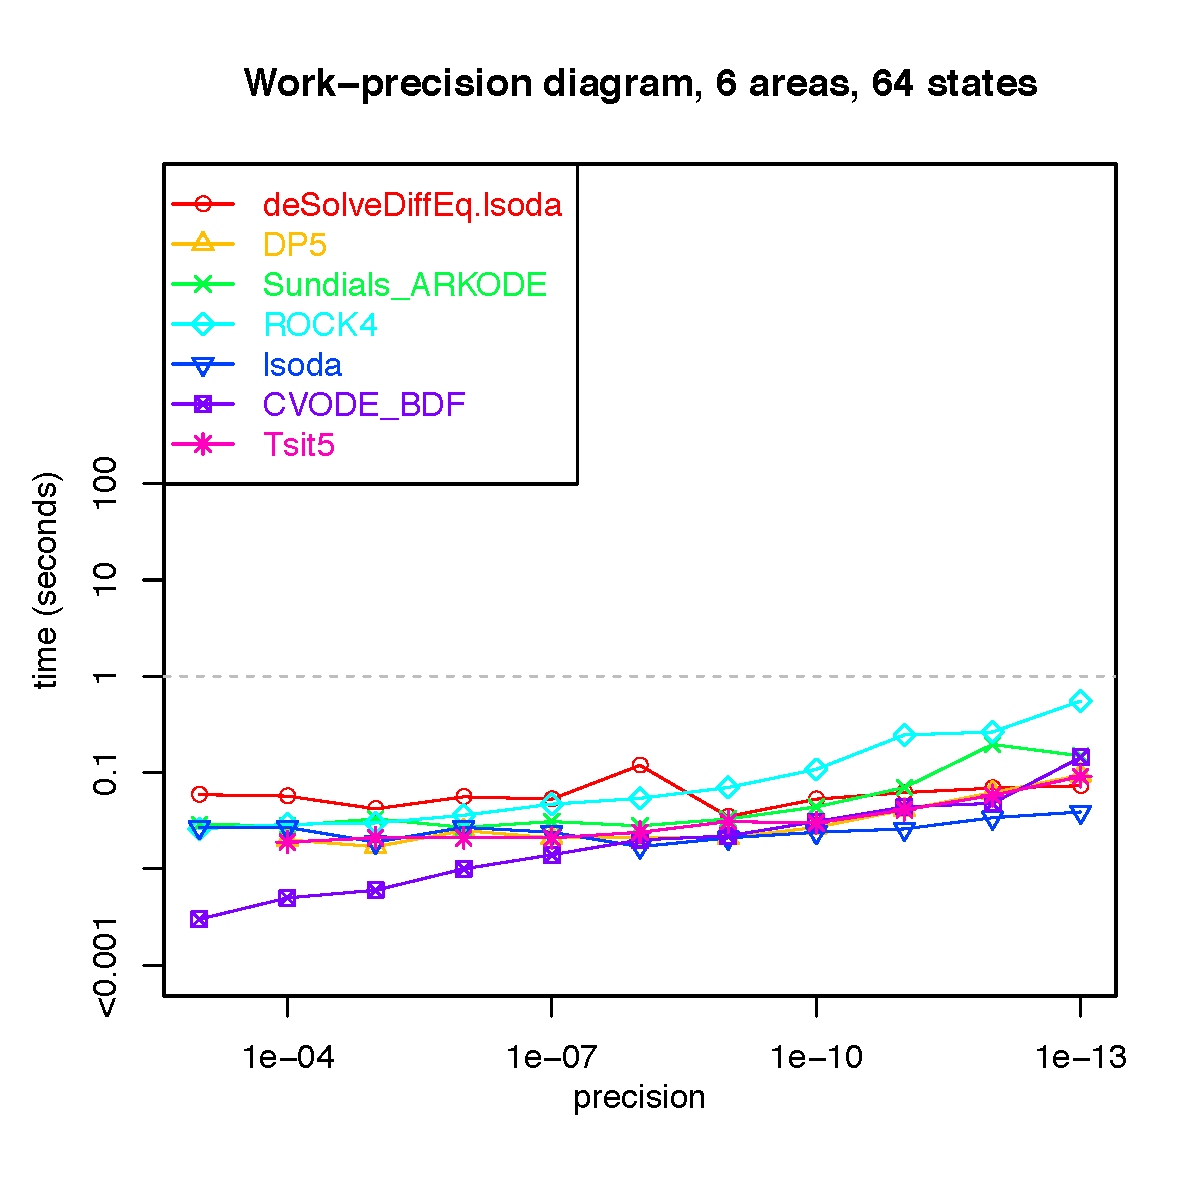 Work−precision diagram, 6 areas, 64 states
deSolveDiffEq.lsoda
DP5
Sundials_ARKODE
ROCK4
lsoda
CVODE_BDF
Tsit5
time (seconds)
100
10
1
0.1
<0.001
1e−04
1e−07
1e−10
1e−13
precision